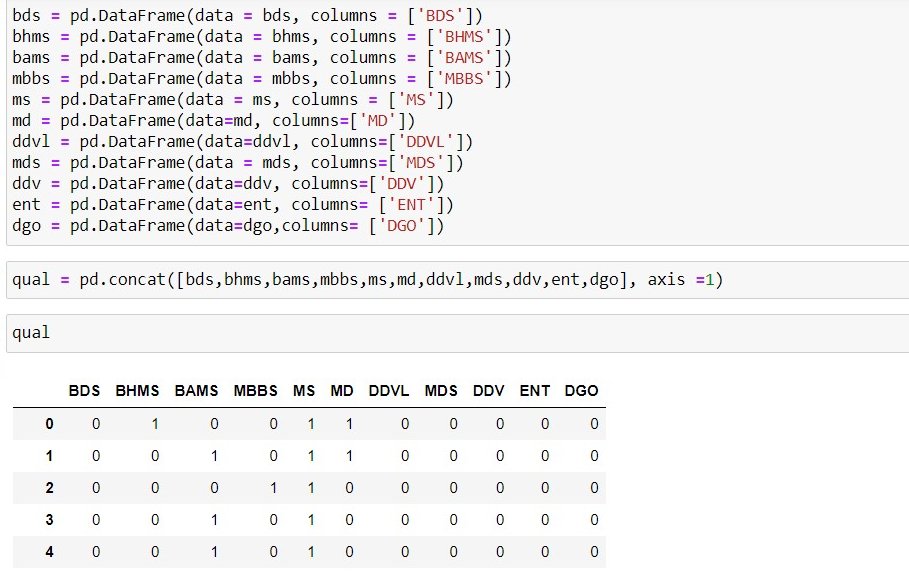 bds = pd.DataFrame(data = bds, columns = ['BDS'])
bhms = pd.DataFrame(data = bhms, columns = ['BHMS'])
bams = pd.DataFrame(data = bams, columns = ['BAMS'])
mbbs = pd.DataFrame(data = mbbs, columns = ['MBBS'])
ms = pd.DataFrame(data = ms, columns = ['MS'])
md = pd.DataFrame(data=md, columns=['MD'])
ddvl = pd.DataFrame(data=ddvl, columns=['DDVL'])
mds = pd.DataFrame(data = mds, columns=['MDS'])
ddv = pd.DataFrame(data=ddv, columns=['DDV'])
ent = pd.DataFrame(data=ent, columns= ['ENT'])
dgo = pd.DataFrame(data=dgo,columns= ['DGO'])
qual = pd.concat([bds,bhms,bams,mbbs,ms,md,ddvl,mds,ddv,ent,dgo], axis =1)
qual
BDS BHMS BAMS MBBS MS MD DDVL MDS DDV ENT DGO
0 0 1 0 0 1 1 0 0 0 0 0
1 0 0 1 0 1 1 0 0 0 0 0
2 0 0 0 1 1 0 0 0 0 0 0
3 0 0 1 0 1 0 0 0 0 0 0
4 0 0 1 0 1 0 0 0 0 0 0